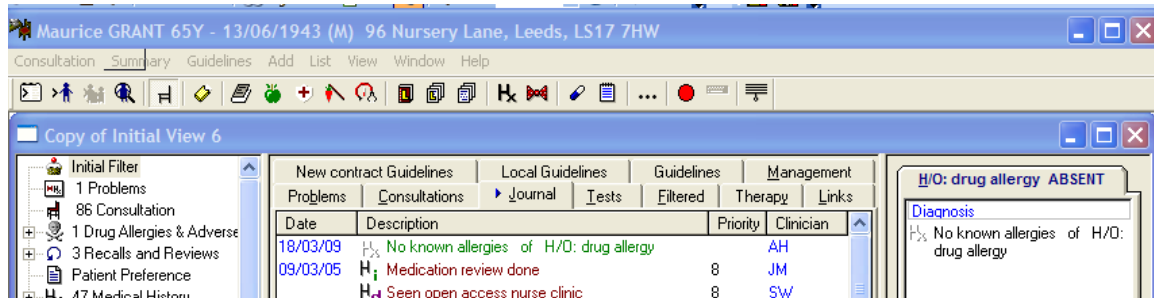 Maurice GRANT 65Y - 13/06/1943 (M) 96 Nursery Lane, Leeds, LS17 7HW
Consultation Summary Guidelines Add List View Window Help
Copy of Initial View 6
Initial Filter
1 Problems
86 Consultation
1 Drug Allergies & Adverse
3 Recalls and Reviews
Patient Preference
47 Medical History
New contract Guidelines Local Guidelines Guidelines Management
Problems Consultations Journal Tests Filtered Therapy Links
Date Description Priority Clinician
18/03/09 No known allergies of H/O: drug allergy AH
09/03/05 Medication review done 8 JM
Seen open access nurse clinic 8 SW
H/O: drug allergy ABSENT
Diagnosis
No known allergies of H/O:
drug allergy